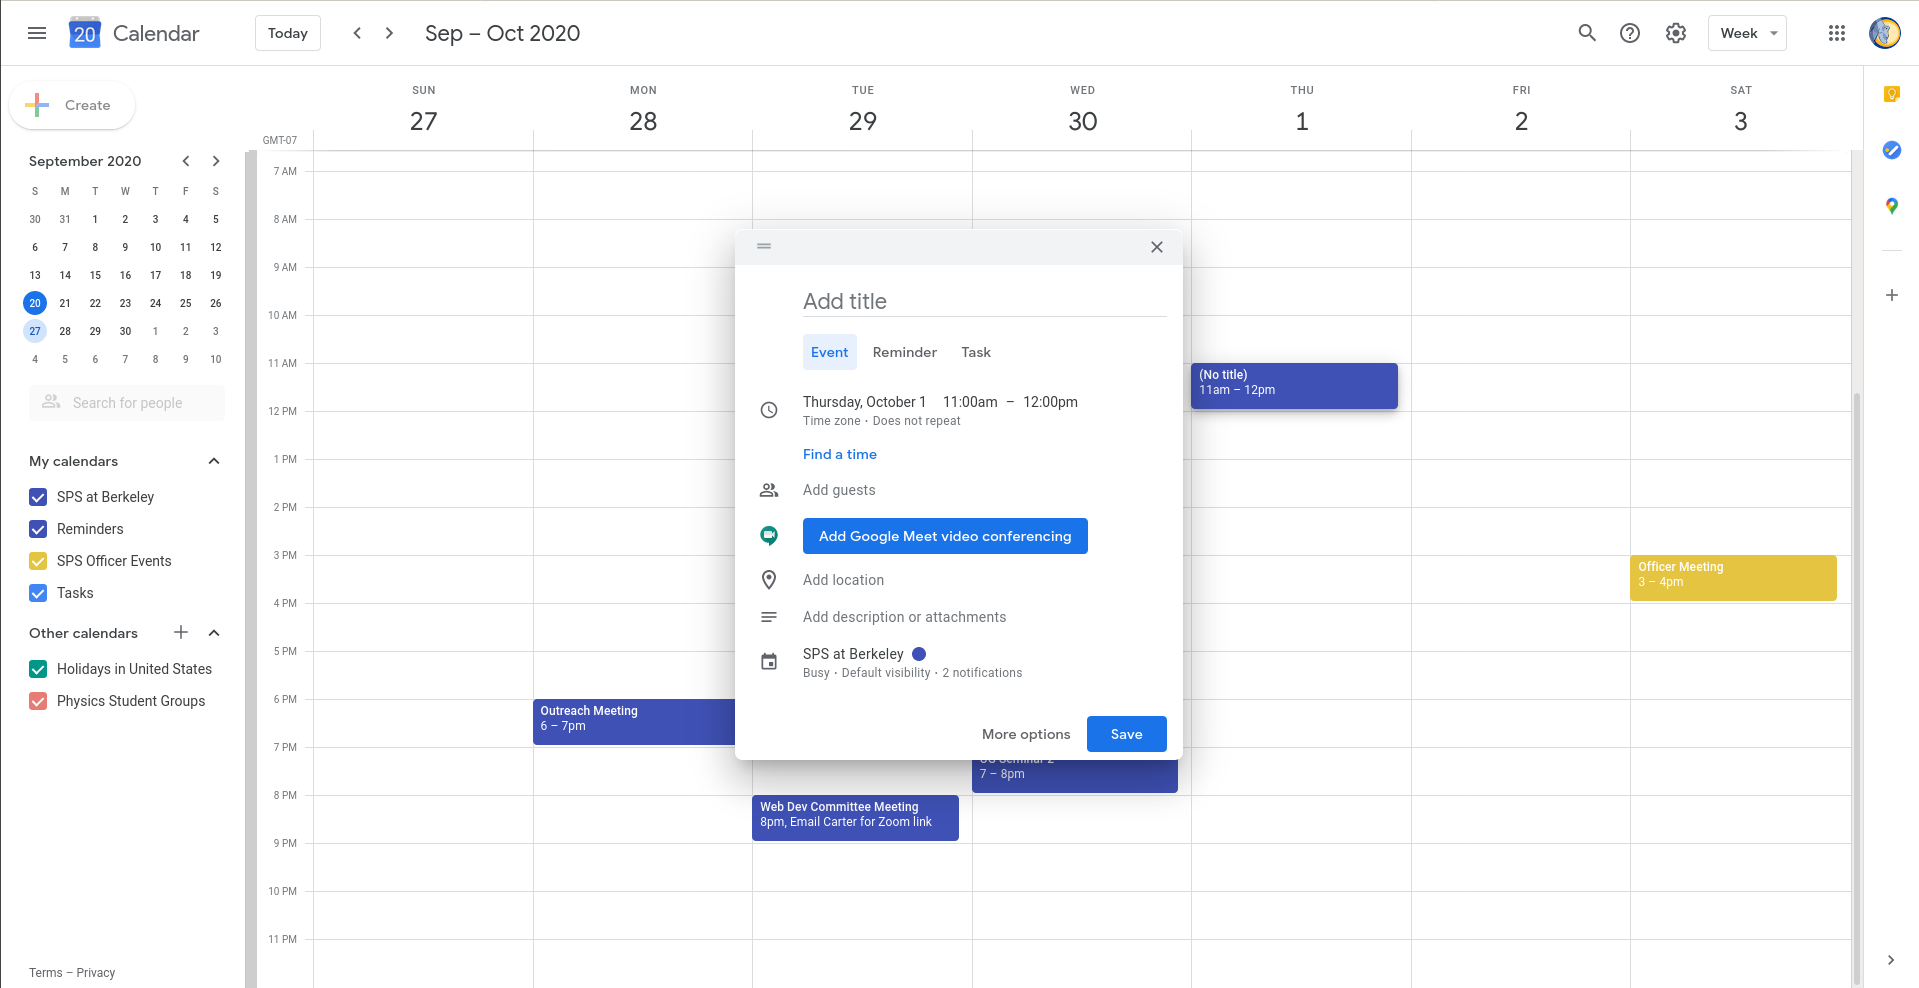 20 Calendar Today Sep – Oct 2020 Week
Create
September 2020
S M T W T F S
30 31 1 2 3 4 5
6 7 8 9 10 11 12
13 14 15 16 17 18 19
20 21 22 23 24 25 26
27 28 29 30 1 2 3
4 5 6 7 8 9 10
Search for people
My calendars
SPS at Berkeley
Reminders
SPS Officer Events
Tasks
Other calendars
Holidays in United States
Physics Student Groups
Terms – Privacy
SUN MON TUE WED THU FRI SAT
27 28 29 30 1 2 3
GMT-07
7 AM
8 AM
9 AM
10 AM
11 AM
12 PM
1 PM
2 PM
3 PM
4 PM
5 PM
6 PM
7 PM
8 PM
9 PM
10 PM
11 PM
Outreach Meeting
6 – 7pm
Web Dev Committee Meeting
8pm, Email Carter for Zoom link
7 – 8pm
(No title)
11am – 12pm
Officer Meeting
3 – 4pm
Add title
Event Reminder Task
Thursday, October 1 11:00am – 12:00pm
Time zone · Does not repeat
Find a time
Add guests
Add Google Meet video conferencing
Add location
Add description or attachments
SPS at Berkeley
Busy · Default visibility · 2 notifications
More options Save